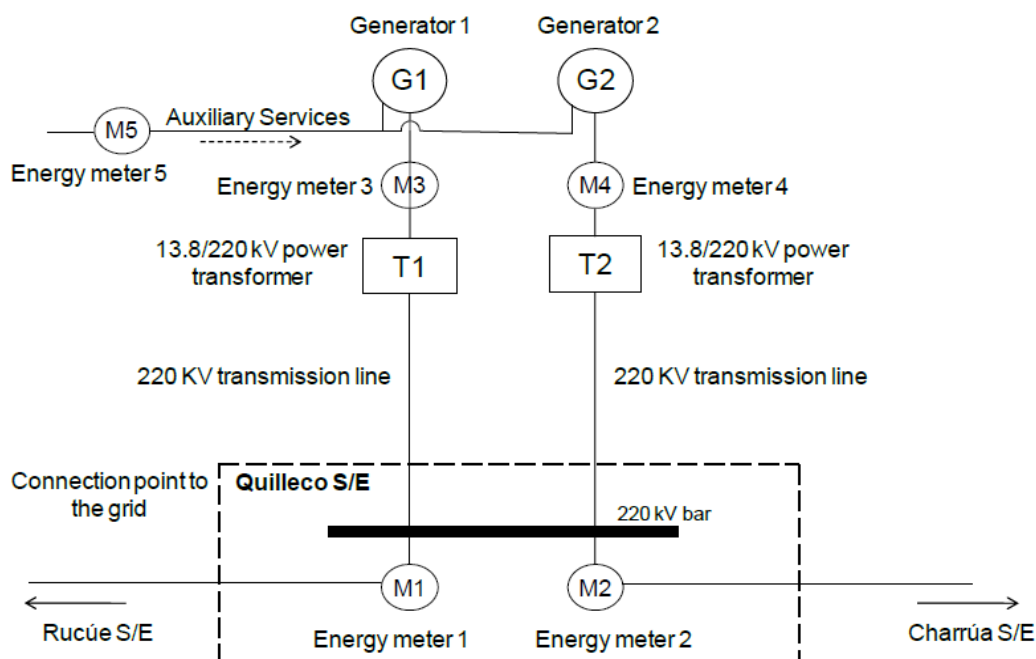 Generator 1
Generator 2
G1
G2
Auxiliary Services
M5
Energy meter 5
Energy meter 3
M3
M4
Energy meter 4
13.8/220 kV power
transformer
T1
T2
13.8/220 kV power
transformer
220 KV transmission line
220 KV transmission line
Connection point to
the grid
Quilleco S/E
220 kV bar
M1
M2
Rucúe S/E
Energy meter 1
Energy meter 2
Charrúa S/E